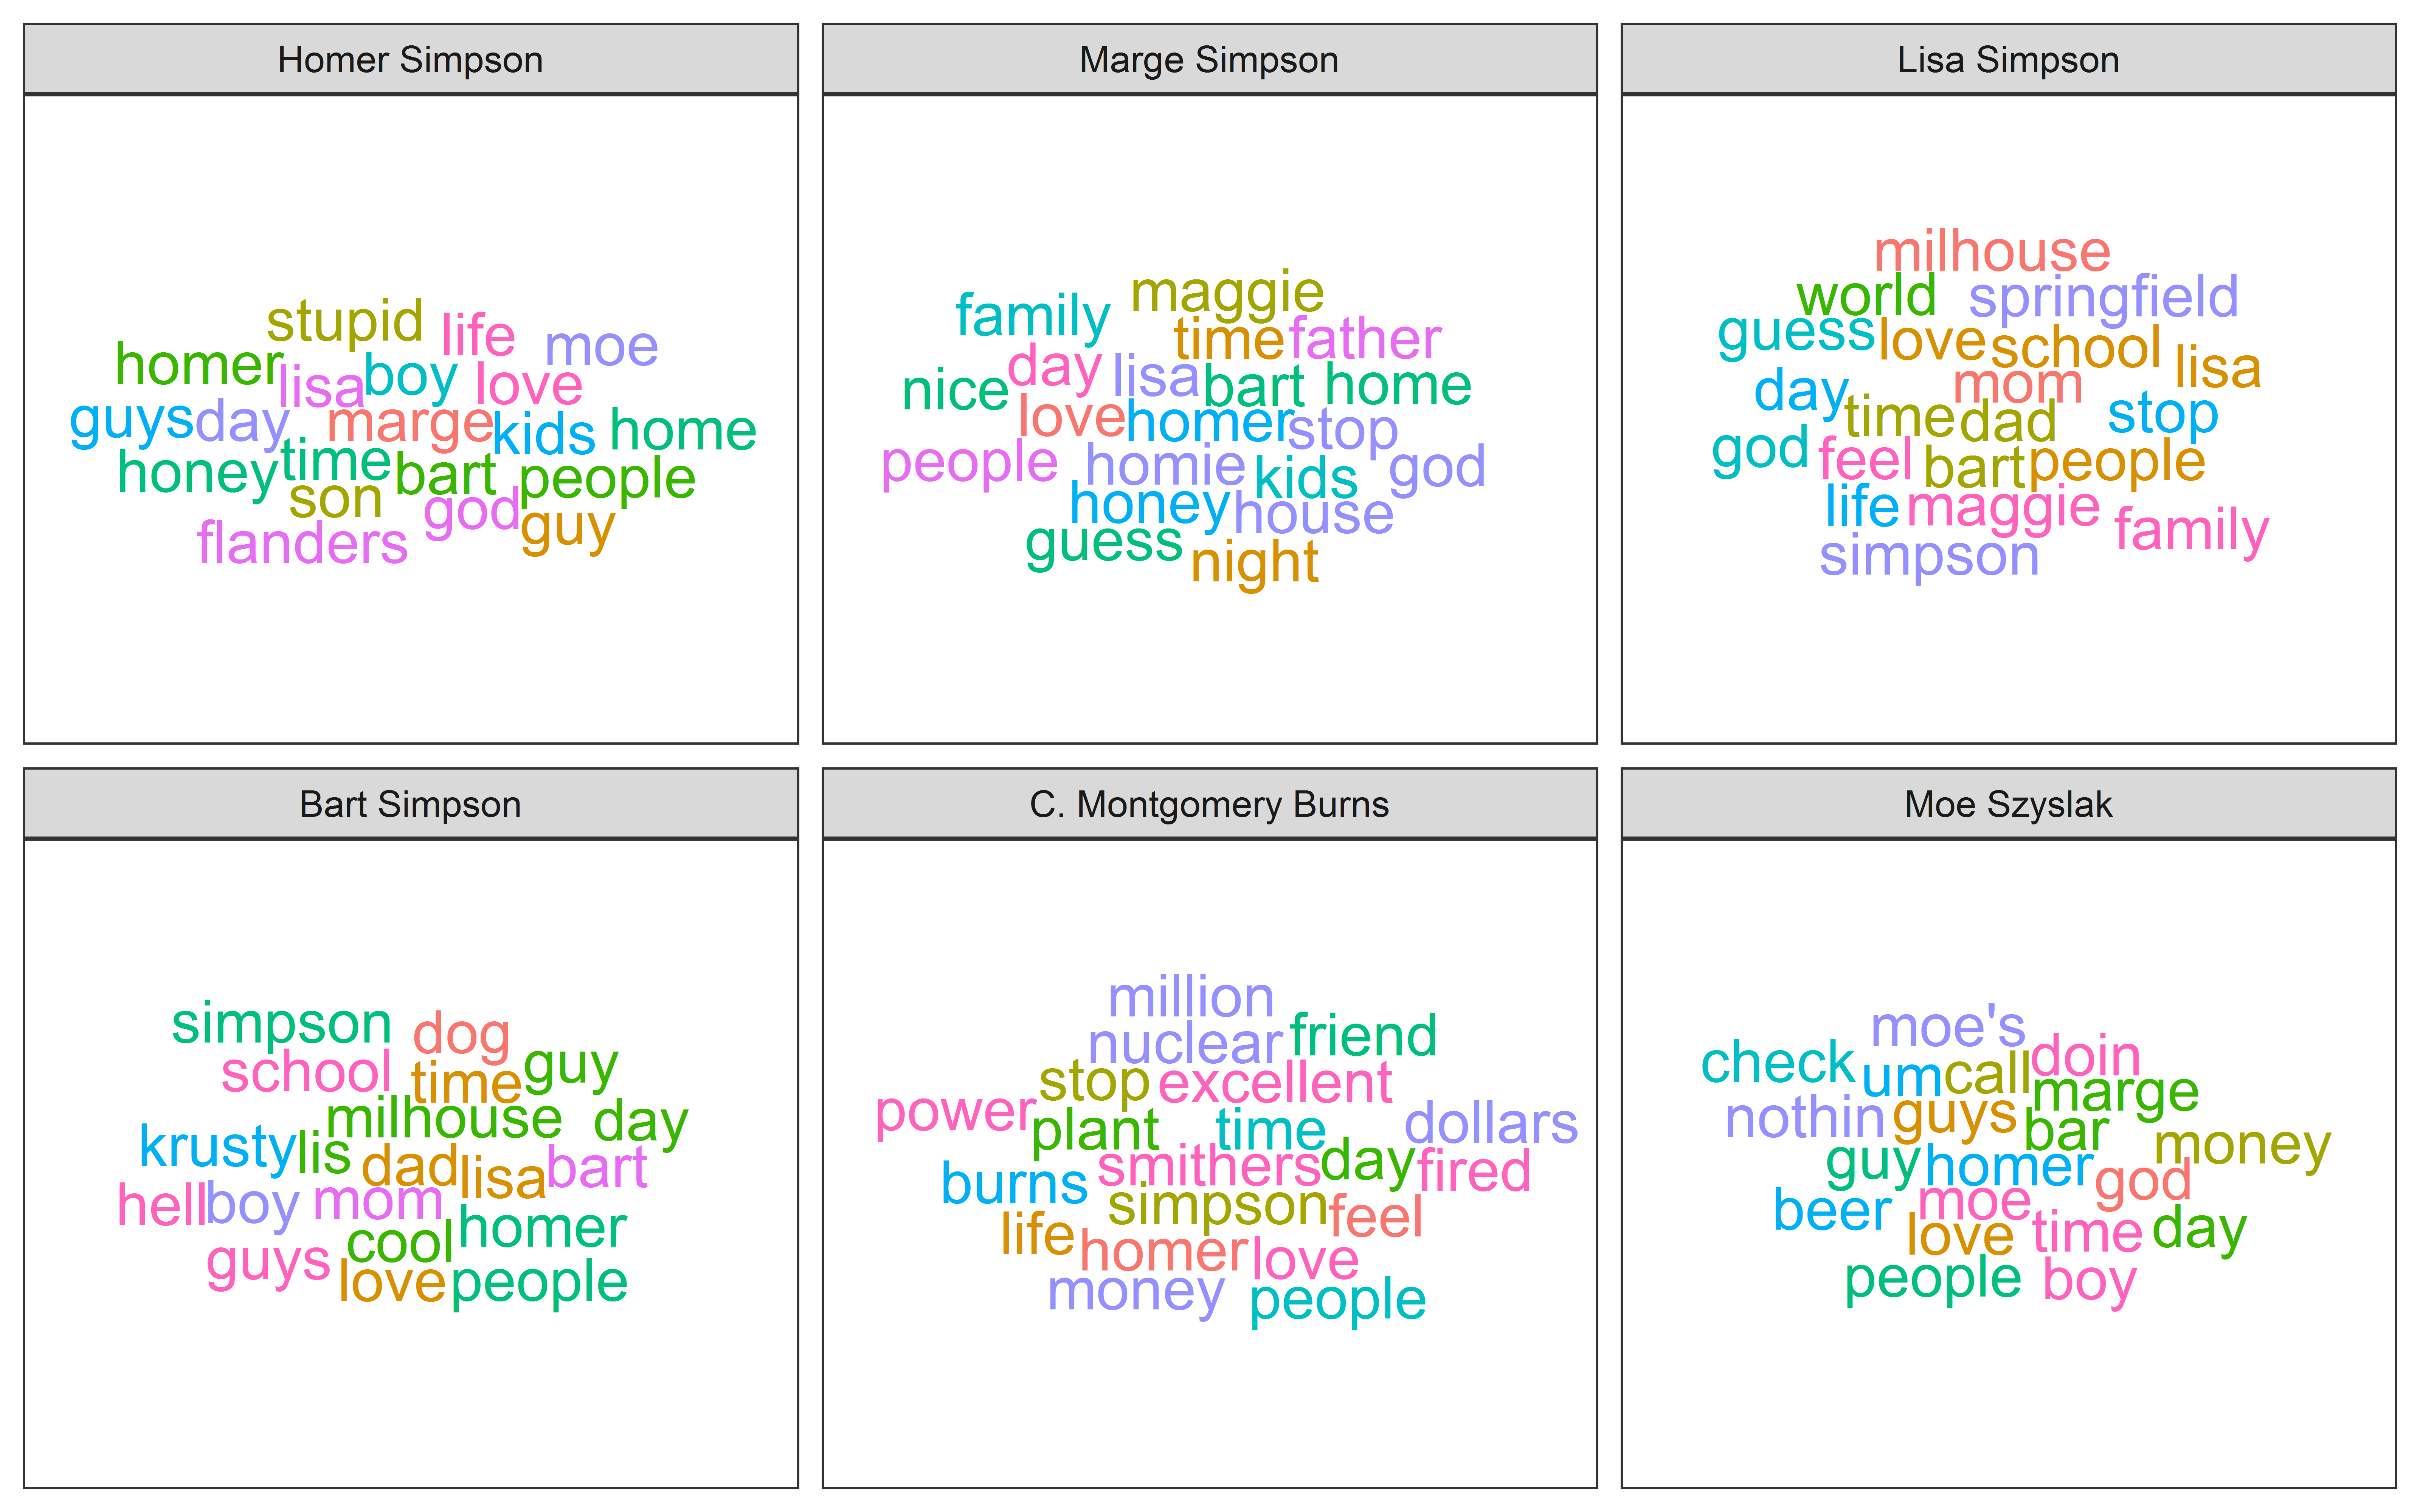 Homer Simpson
stupid life moe
homer lisa boy love
guys day marge kids home
honey time bart people
son god guy
flanders
Marge Simpson
family maggie
time father
nice day lisa bart home
love homer stop
people homie kids god
honey house
guess night
Lisa Simpson
milhouse
world springfield
guess love school lisa
day mom stop
time dad
god feel bart people
life maggie family
simpson
Bart Simpson
simpson dog
school time guy
milhouse day
krusty lis dad lisa bart
hell boy mom homer
guys cool
love people
C. Montgomery Burns
million
nuclear friend
stop excellent
power plant time dollars
burns smithers day fired
simpson feel
life homer love
money people
Moe Szyslak
moe's
check um call doin
nothin guys marge
bar money
guy homer god
beer moe
love time day
people boy